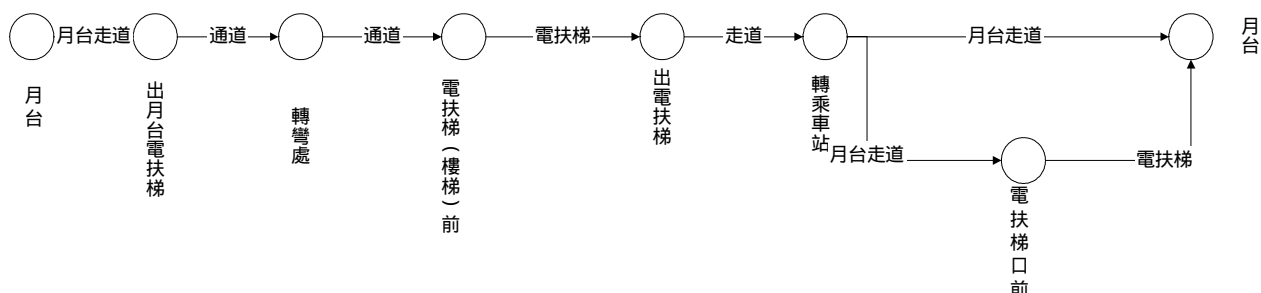 月台走道
通道
通道
電扶梯
走道
月台走道
月台
月台
出月台電扶梯
轉彎處
電扶梯(樓梯)前
出電扶梯
轉乘車站
月台走道
電扶梯
電扶梯口前